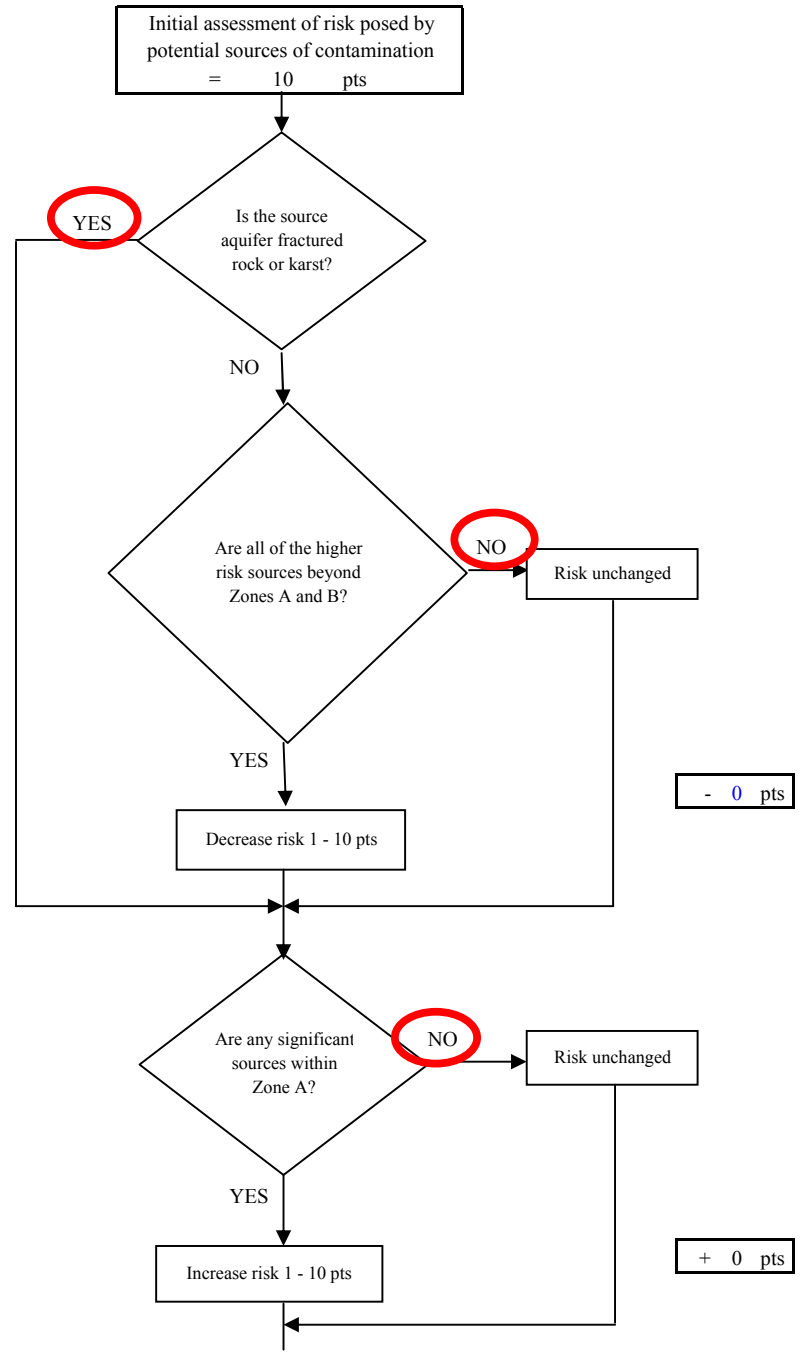 Initial assessment of risk posed by
potential sources of contamination
= 10 pts
YES
Is the source
aquifer fractured
rock or karst?
NO
Are all of the higher
risk sources beyond
Zones A and B?
NO
Risk unchanged
YES
- 0 pts
Decrease risk 1 - 10 pts
Are any significant
sources within
Zone A?
NO
Risk unchanged
YES
+ 0 pts
Increase risk 1 - 10 pts